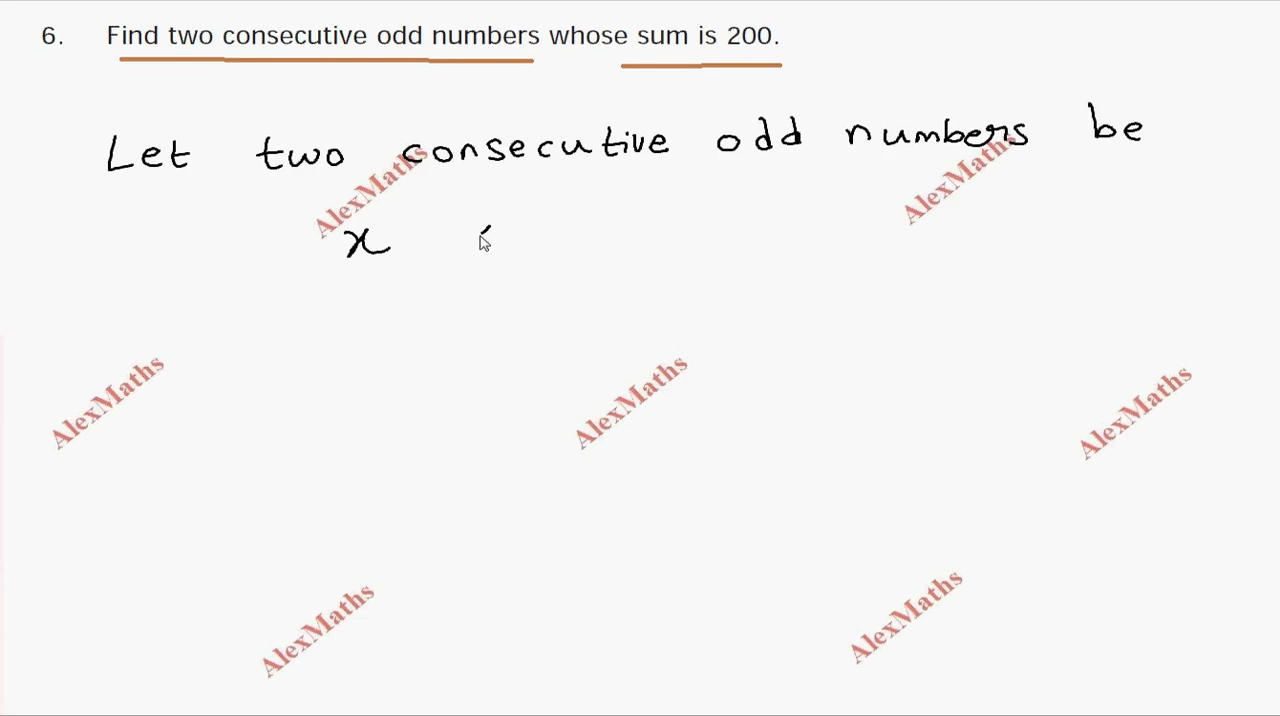 6. Find two consecutive odd numbers whose sum is 200.
Let two consecutive odd numbers be
AlexMaths AlexMaths
x
AlexMaths AlexMaths AlexMaths
AlexMaths AlexMaths